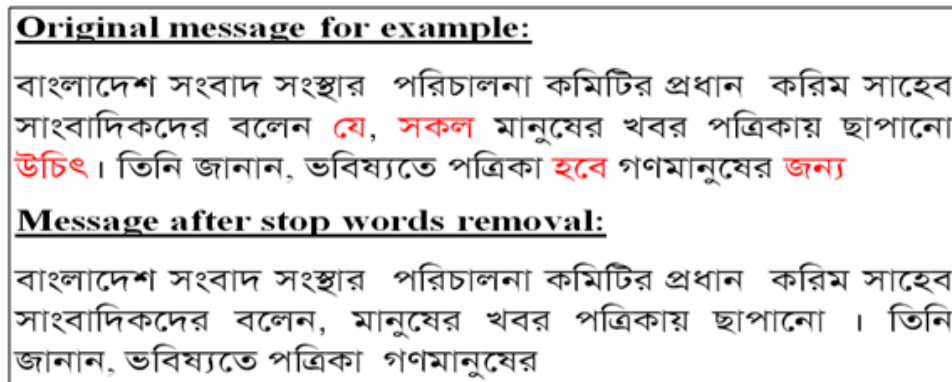 Original message for example:
বাংলাদেশ সংবাদ সংস্থার পরিচালনা কমিটির প্রধান করিম সাহেব
সাংবাদিকদের বলেন যে, সকল মানুষের খবর পত্রিকায় ছাপানো
উচিৎ। তিনি জানান, ভবিষ্যতে পত্রিকা হবে গণমানুষের জন্য
Message after stop words removal:
বাংলাদেশ সংবাদ সংস্থার পরিচালনা কমিটির প্রধান করিম সাহেব
সাংবাদিকদের বলেন, মানুষের খবর পত্রিকায় ছাপানো । তিনি
জানান, ভবিষ্যতে পত্রিকা গণমানুষের